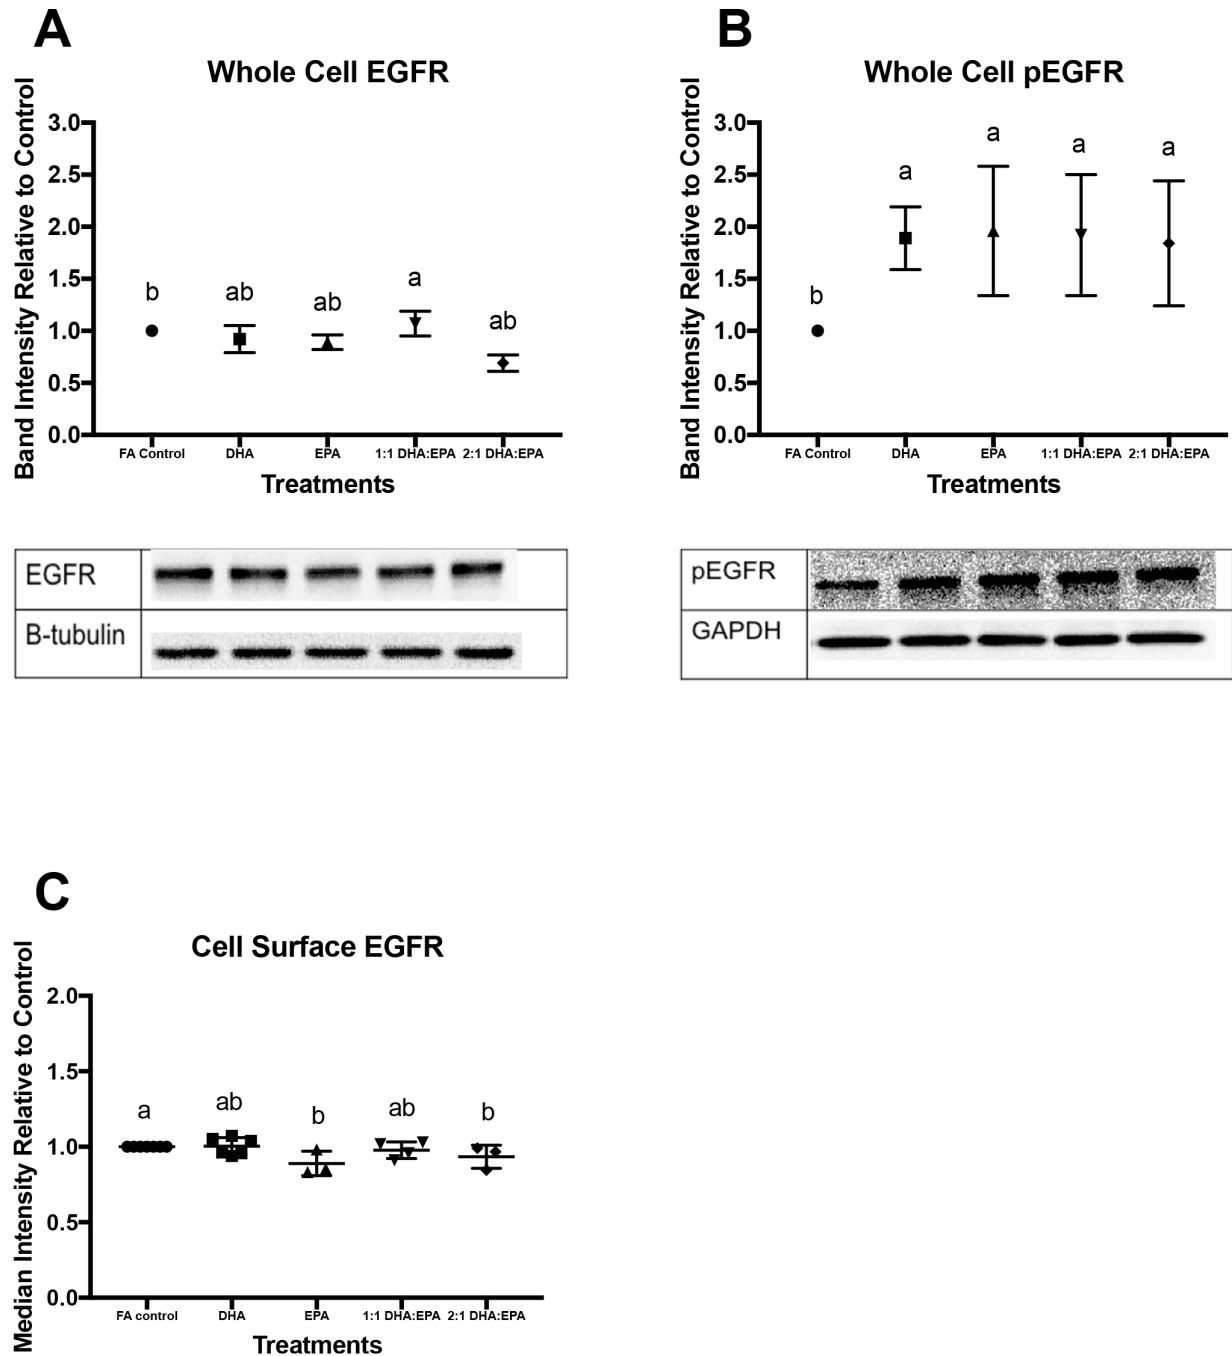 A
Whole Cell EGFR
Band Intensity Relative to Control
3.0
2.5
2.0
1.5
1.0
0.5
0.0
b
ab
ab
a
ab
FA Control DHA EPA 1:1 DHA:EPA 2:1 DHA:EPA
Treatments
EGFR
B-tubulin
B
Whole Cell pEGFR
Band Intensity Relative to Control
3.0
2.5
2.0
1.5
1.0
0.5
0.0
b
a
a
a
a
FA Control DHA EPA 1:1 DHA:EPA 2:1 DHA:EPA
Treatments
pEGFR
GAPDH
C
Cell Surface EGFR
Median Intensity Relative to Control
2.0
1.5
1.0
0.5
0.0
a
ab
b
ab
b
FA control DHA EPA 1:1 DHA:EPA 2:1 DHA:EPA
Treatments